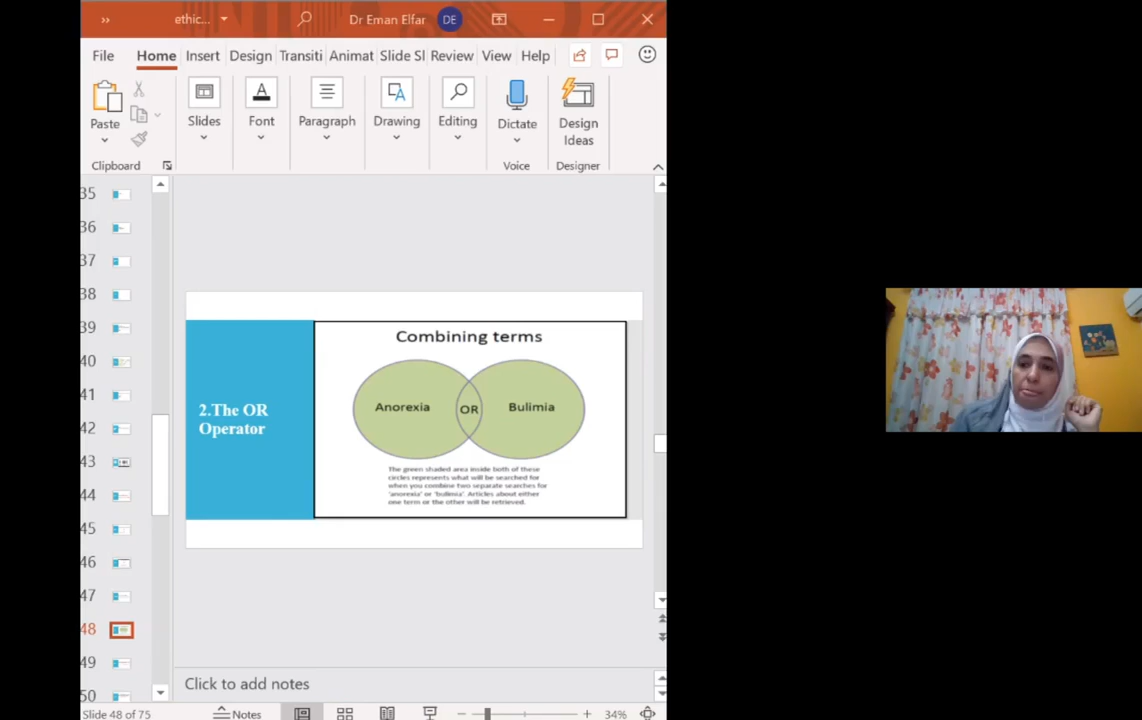 ethic...
Dr Eman Elfar
DE
File Home Insert Design Transiti Animat Slide Sl Review View Help
Paste
Slides
Font
Paragraph
Drawing
Editing
Dictate
Design
Ideas
Clipboard
Voice
Designer
35
36
37
38
39
40
41
42
43
44
45
46
47
48
49
50
2.The OR
Operator
Combining terms
Anorexia OR Bulimia
The green shaded area inside both of these
circles represents what will be searched for
when you combine two separate searches for
'anorexia' or 'bulimia'. Articles about either
one term or the other will be retrieved.
Click to add notes
Slide 48 of 75
Notes
34%